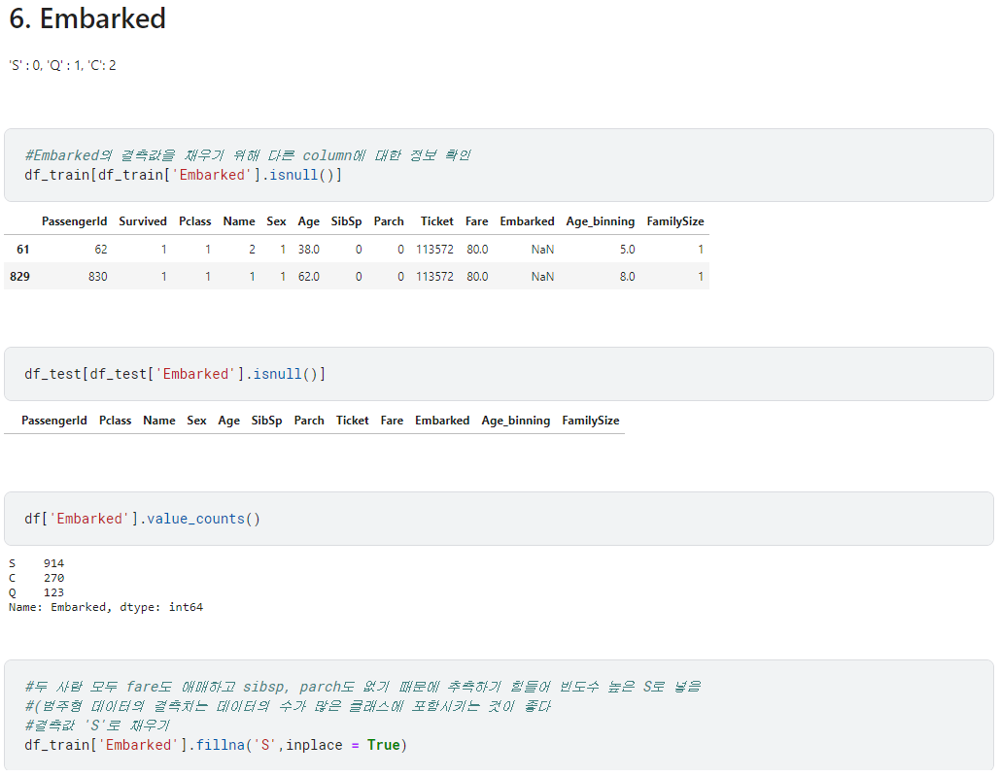 6. Embarked
'S' : 0, 'Q' : 1, 'C': 2
#Embarked의 결측값을 채우기 위해 다른 column에 대한 정보 확인
df_train[df_train['Embarked'].isnull()]
PassengerId Survived Pclass Name Sex Age SibSp Parch Ticket Fare Embarked Age_binning FamilySize
61 62 1 1 2 1 38.0 0 0 113572 80.0 NaN 5.0 1
829 830 1 1 1 1 62.0 0 0 113572 80.0 NaN 8.0 1
df_test[df_test['Embarked'].isnull()]
PassengerId Pclass Name Sex Age SibSp Parch Ticket Fare Embarked Age_binning FamilySize
df['Embarked'].value_counts()
S 914
C 270
Q 123
Name: Embarked, dtype: int64
#두 사람 모두 fare도 애매하고 sibsp, parch도 없기 때문에 추측하기 힘들어 빈도수 높은 S로 넣음
#(범주형 데이터의 결측치는 데이터의 수가 많은 클래스에 포함시키는 것이 좋다
#결측값 'S'로 채우기
df_train['Embarked'].fillna('S',inplace = True)